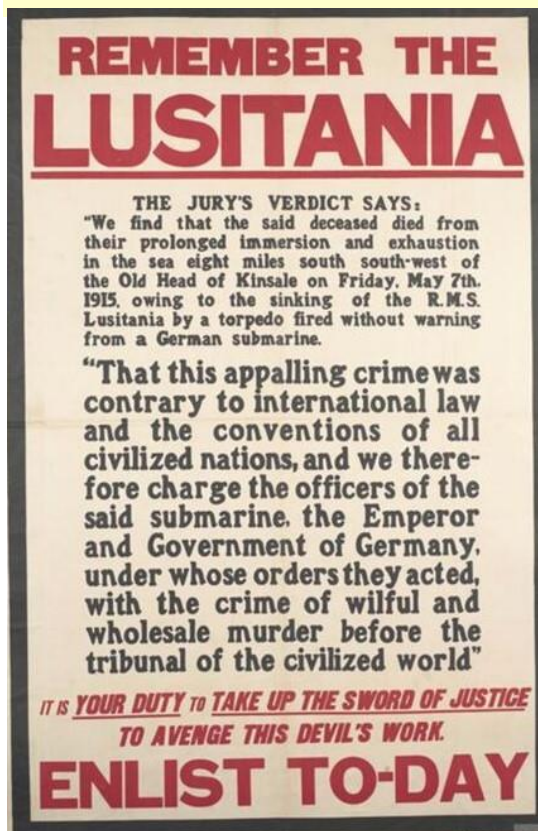 REMEMBER THE
LUSITANIA
THE JURY'S VERDICT SAYS:
"We find that the said deceased died from
their prolonged immersion and exhaustion
in the sea eight miles south south-west of
the Old Head of Kinsale on Friday, May 7th,
1915, owing to the sinking of the R.M.S.
Lusitania by a torpedo fired without warning
from a German submarine.
"That this appalling crime was
contrary to international law
and the conventions of all
civilized nations, and we there-
fore charge the officers of the
said submarine, the Emperor
and Government of Germany,
under whose orders they acted,
with the crime of wilful and
wholesale murder before the
tribunal of the civilized world"
IT IS YOUR DUTY TO TAKE UP THE SWORD OF JUSTICE
TO AVENGE THIS DEVIL'S WORK.
ENLIST TO-DAY